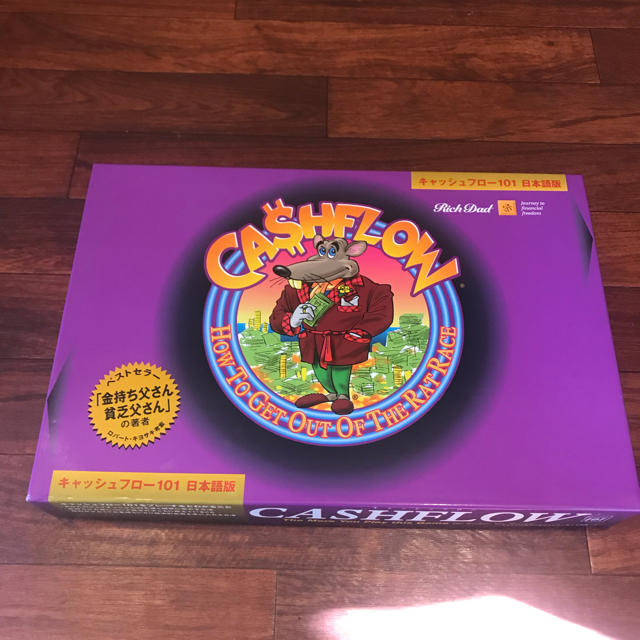 キャッシュフロー101 日本語版
Rich Dad
Journey to
financial
freedom
CA$HFLOW
HOW TO GET OUT OF THE RAT RACE
ベストセラー
「金持ち父さん
貧乏父さん」
の著者
ロバート・キヨサキ考案
キャッシュフロー101 日本語版
CASHFLOW
The More You Play